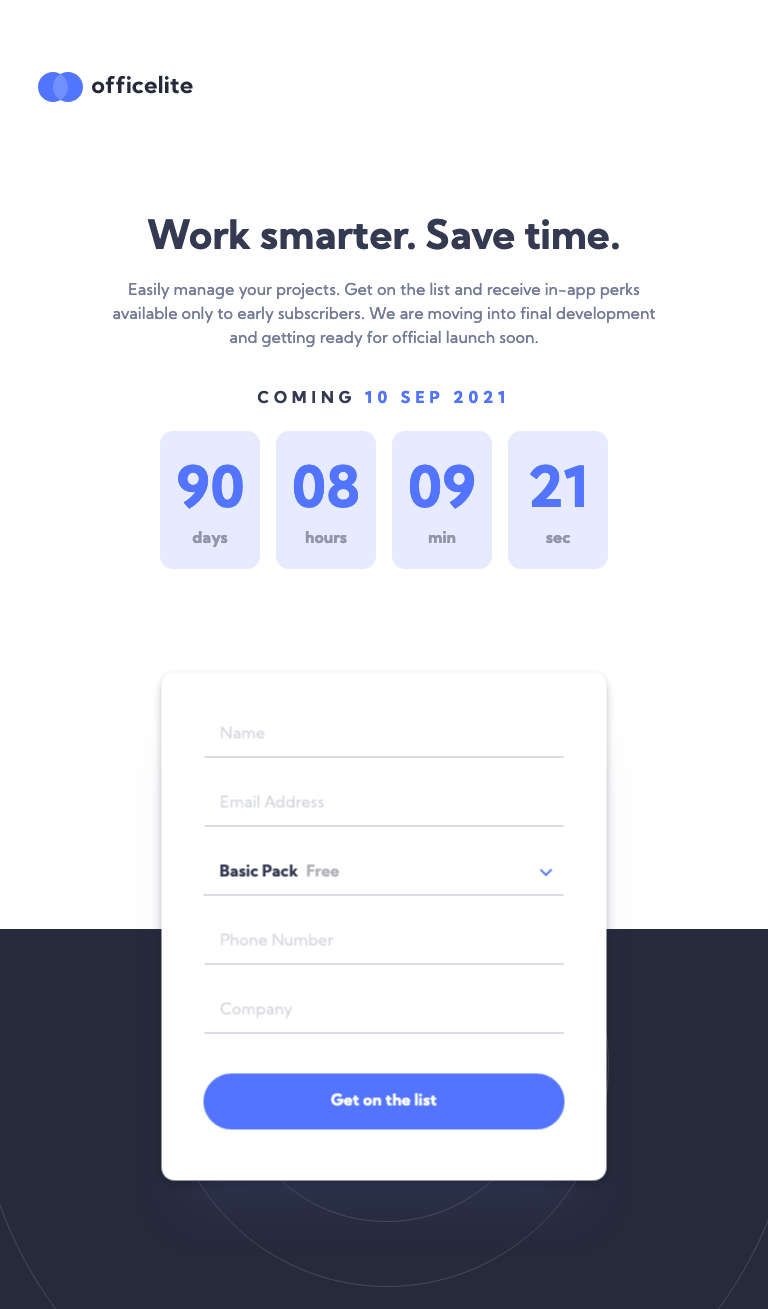 officelite
Work smarter. Save time.
Easily manage your projects. Get on the list and receive in-app perks
available only to early subscribers. We are moving into final development
and getting ready for official launch soon.
COMING 10 SEP 2021
90 08 09 21
days hours min sec
Name
Email Address
Basic Pack Free
Phone Number
Company
Get on the list